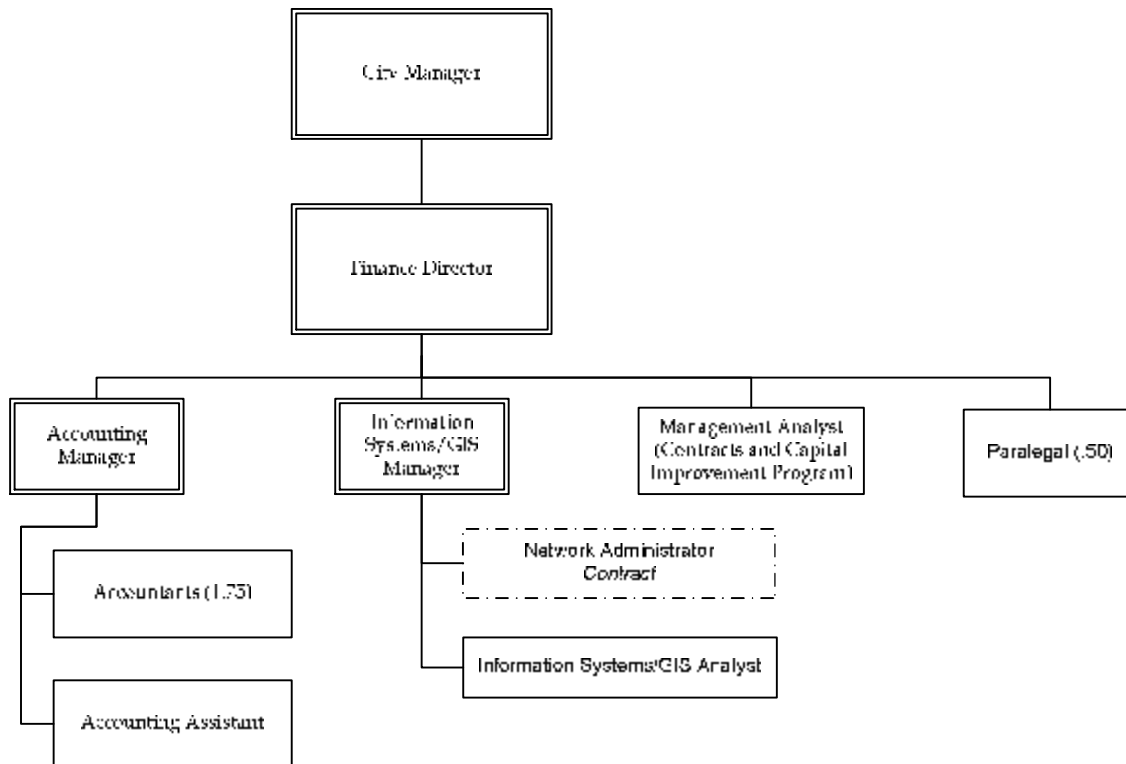 City Manager
Finance Director
Accounting
Manager
Information
Systems/GIS
Manager
Management Analyst
(Contracts and Capital
Improvement Program)
Paralegal (.50)
Network Administrator
Contract
Accountants (1.75)
Information Systems/GIS Analyst
Accounting Assistant